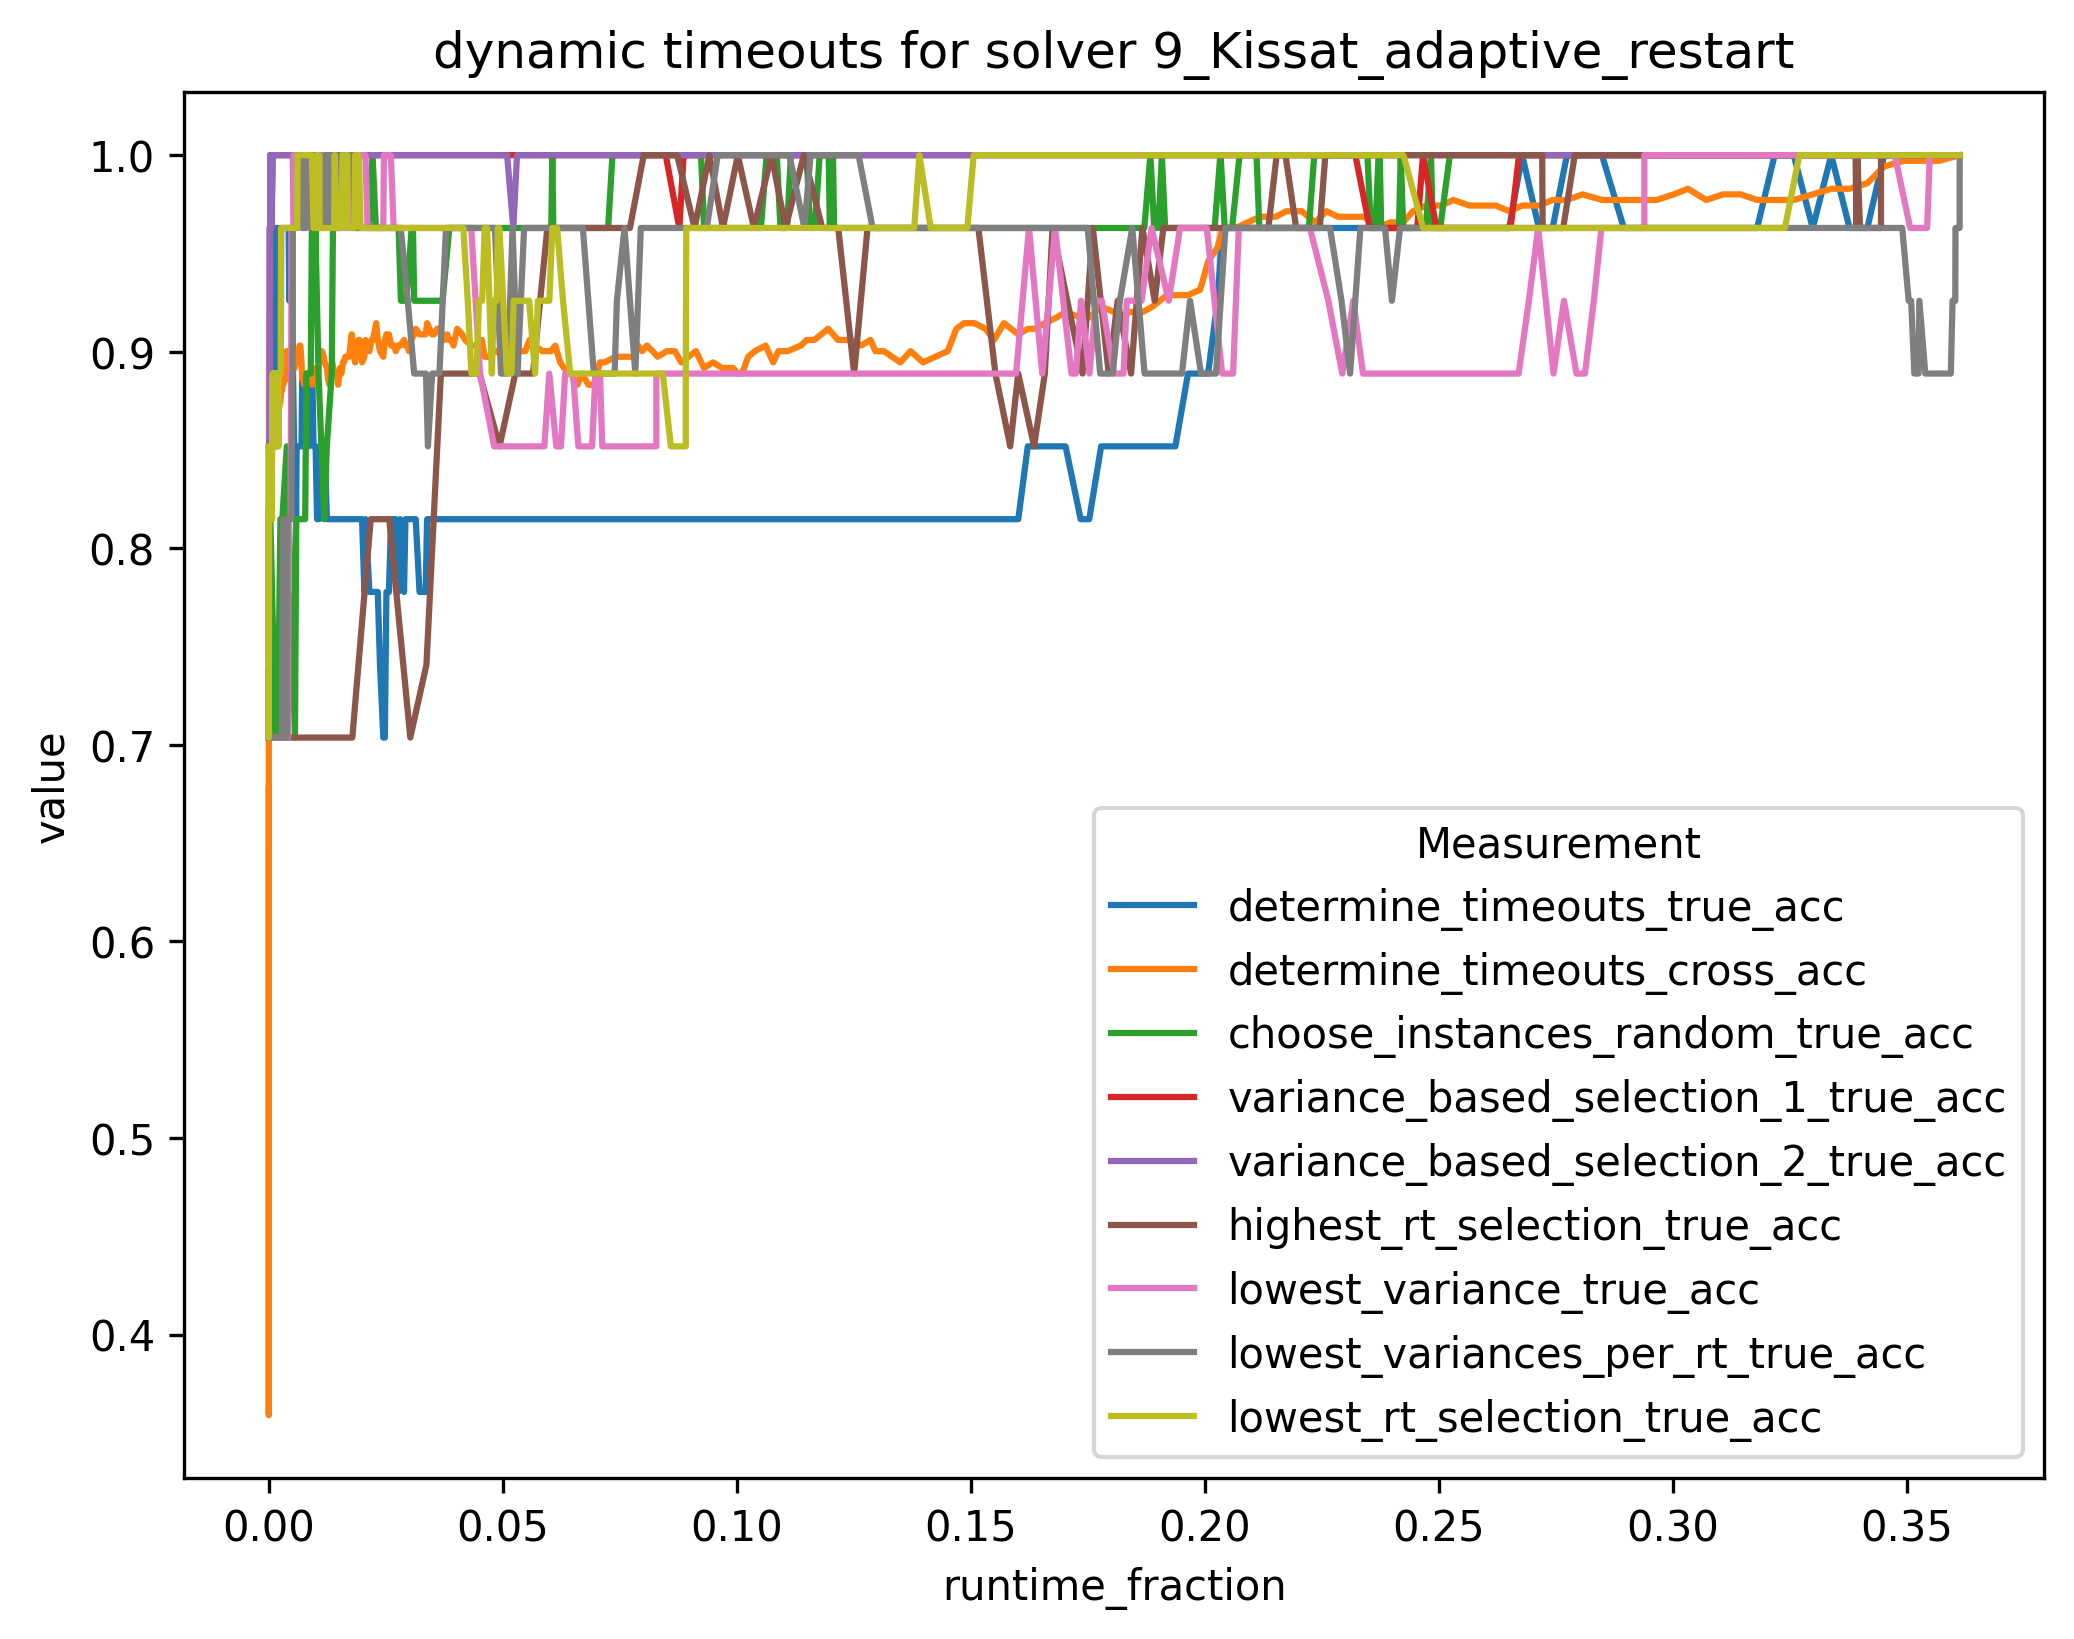 dynamic timeouts for solver 9_Kissat_adaptive_restart
1.0
0.9
0.8
0.7
0.6
0.5
0.4
value
Measurement
determine_timeouts_true_acc
determine_timeouts_cross_acc
choose_instances_random_true_acc
variance_based_selection_1_true_acc
variance_based_selection_2_true_acc
highest_rt_selection_true_acc
lowest_variance_true_acc
lowest_variances_per_rt_true_acc
lowest_rt_selection_true_acc
0.00 0.05 0.10 0.15 0.20 0.25 0.30 0.35
runtime_fraction